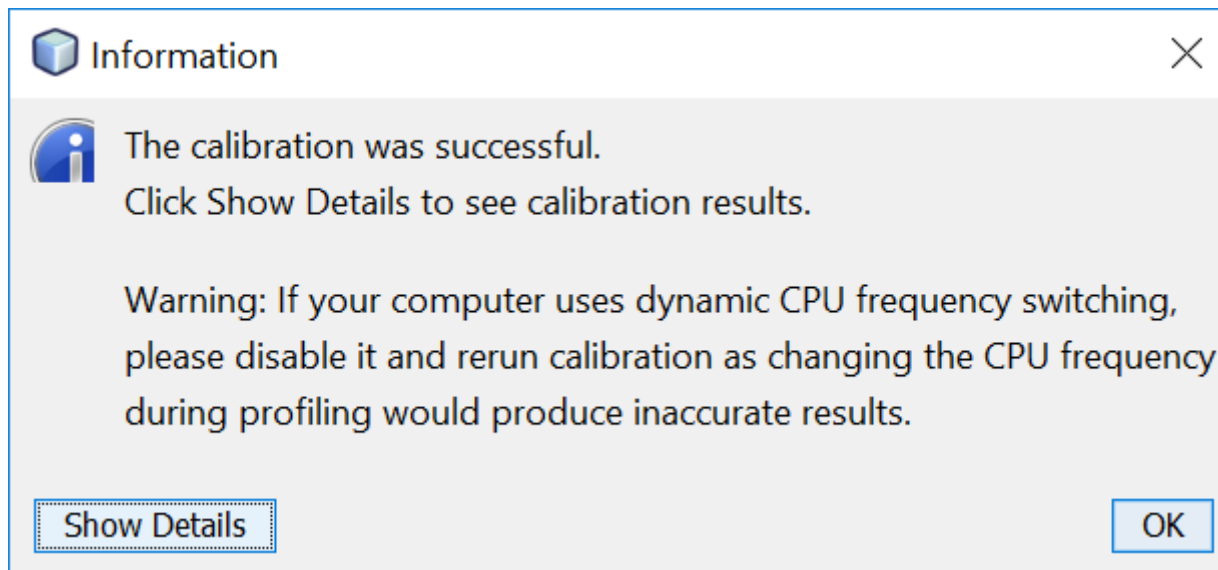 Information
The calibration was successful.
Click Show Details to see calibration results.
Warning: If your computer uses dynamic CPU frequency switching,
please disable it and rerun calibration as changing the CPU frequency
during profiling would produce inaccurate results.
Show Details
OK